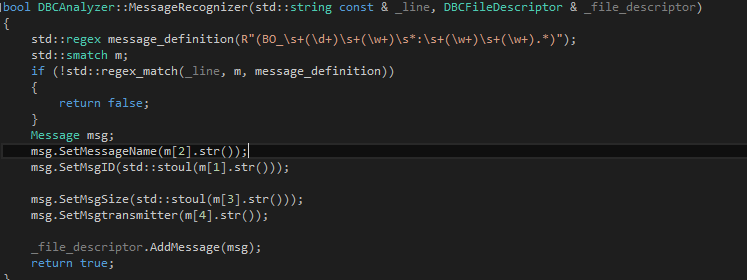 bool DBCAnalyzer::MessageRecognizer(std::string const & _line, DBCFileDescriptor & _file_descriptor)
{
    std::regex message_definition(R"(BO_\s+(\d+)\s+(\w+)\s*:\s+(\w+)\s+(\w+).*)");
    std::smatch m;
    if (!std::regex_match(_line, m, message_definition))
    {
        return false;
    }
    Message msg;
    msg.SetMessageName(m[2].str());
    msg.SetMsgID(std::stoul(m[1].str()));

    msg.SetMsgSize(std::stoul(m[3].str()));
    msg.SetMsgtransmitter(m[4].str());

    _file_descriptor.AddMessage(msg);
    return true;
}